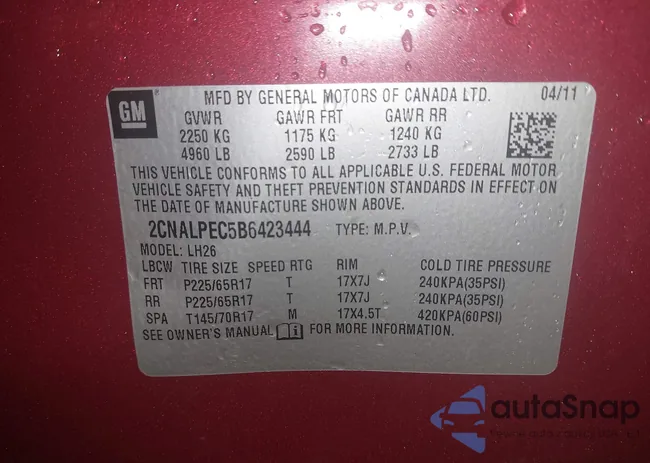 GM
MFD BY GENERAL MOTORS OF CANADA LTD. 04/11
GVWR GAWR FRT GAWR RR
2250 KG 1175 KG 1240 KG
4960 LB 2590 LB 2733 LB
THIS VEHICLE CONFORMS TO ALL APPLICABLE U.S. FEDERAL MOTOR
VEHICLE SAFETY AND THEFT PREVENTION STANDARDS IN EFFECT ON
THE DATE OF MANUFACTURE SHOWN ABOVE.
2CNALPEC5B6423444 TYPE: M.P.V.
MODEL: LH26
LBCW TIRE SIZE SPEED RTG RIM COLD TIRE PRESSURE
FRT P225/65R17 T 17X7J 240KPA(35PSI)
RR P225/65R17 T 17X7J 240KPA(35PSI)
SPA T145/70R17 M 17X4.5T 420KPA(60PSI)
SEE OWNER'S MANUAL i FOR MORE INFORMATION.
autaSnap